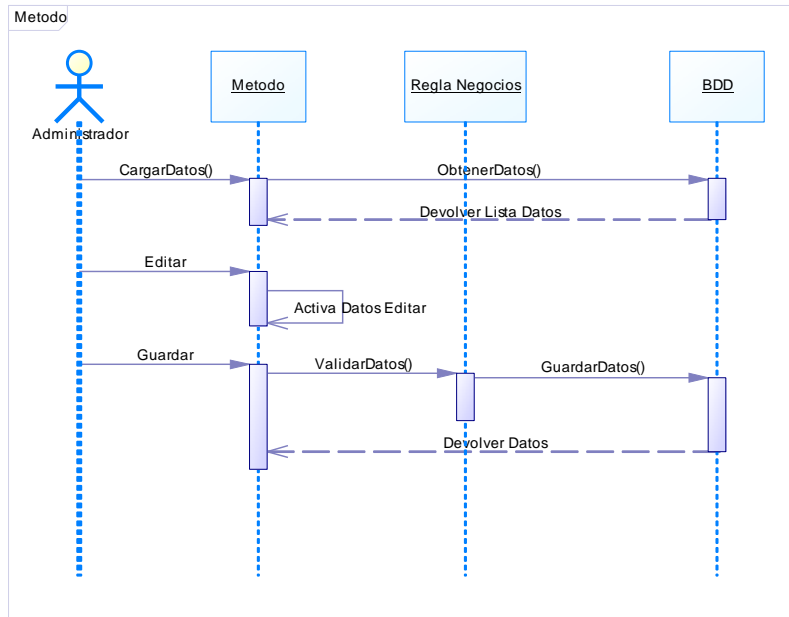 Metodo
Metodo
Regla Negocios
BDD
Administrador
CargarDatos()
ObtenerDatos()
Devolver Lista Datos
Editar
Activa Datos Editar
Guardar
ValidarDatos()
GuardarDatos()
Devolver Datos